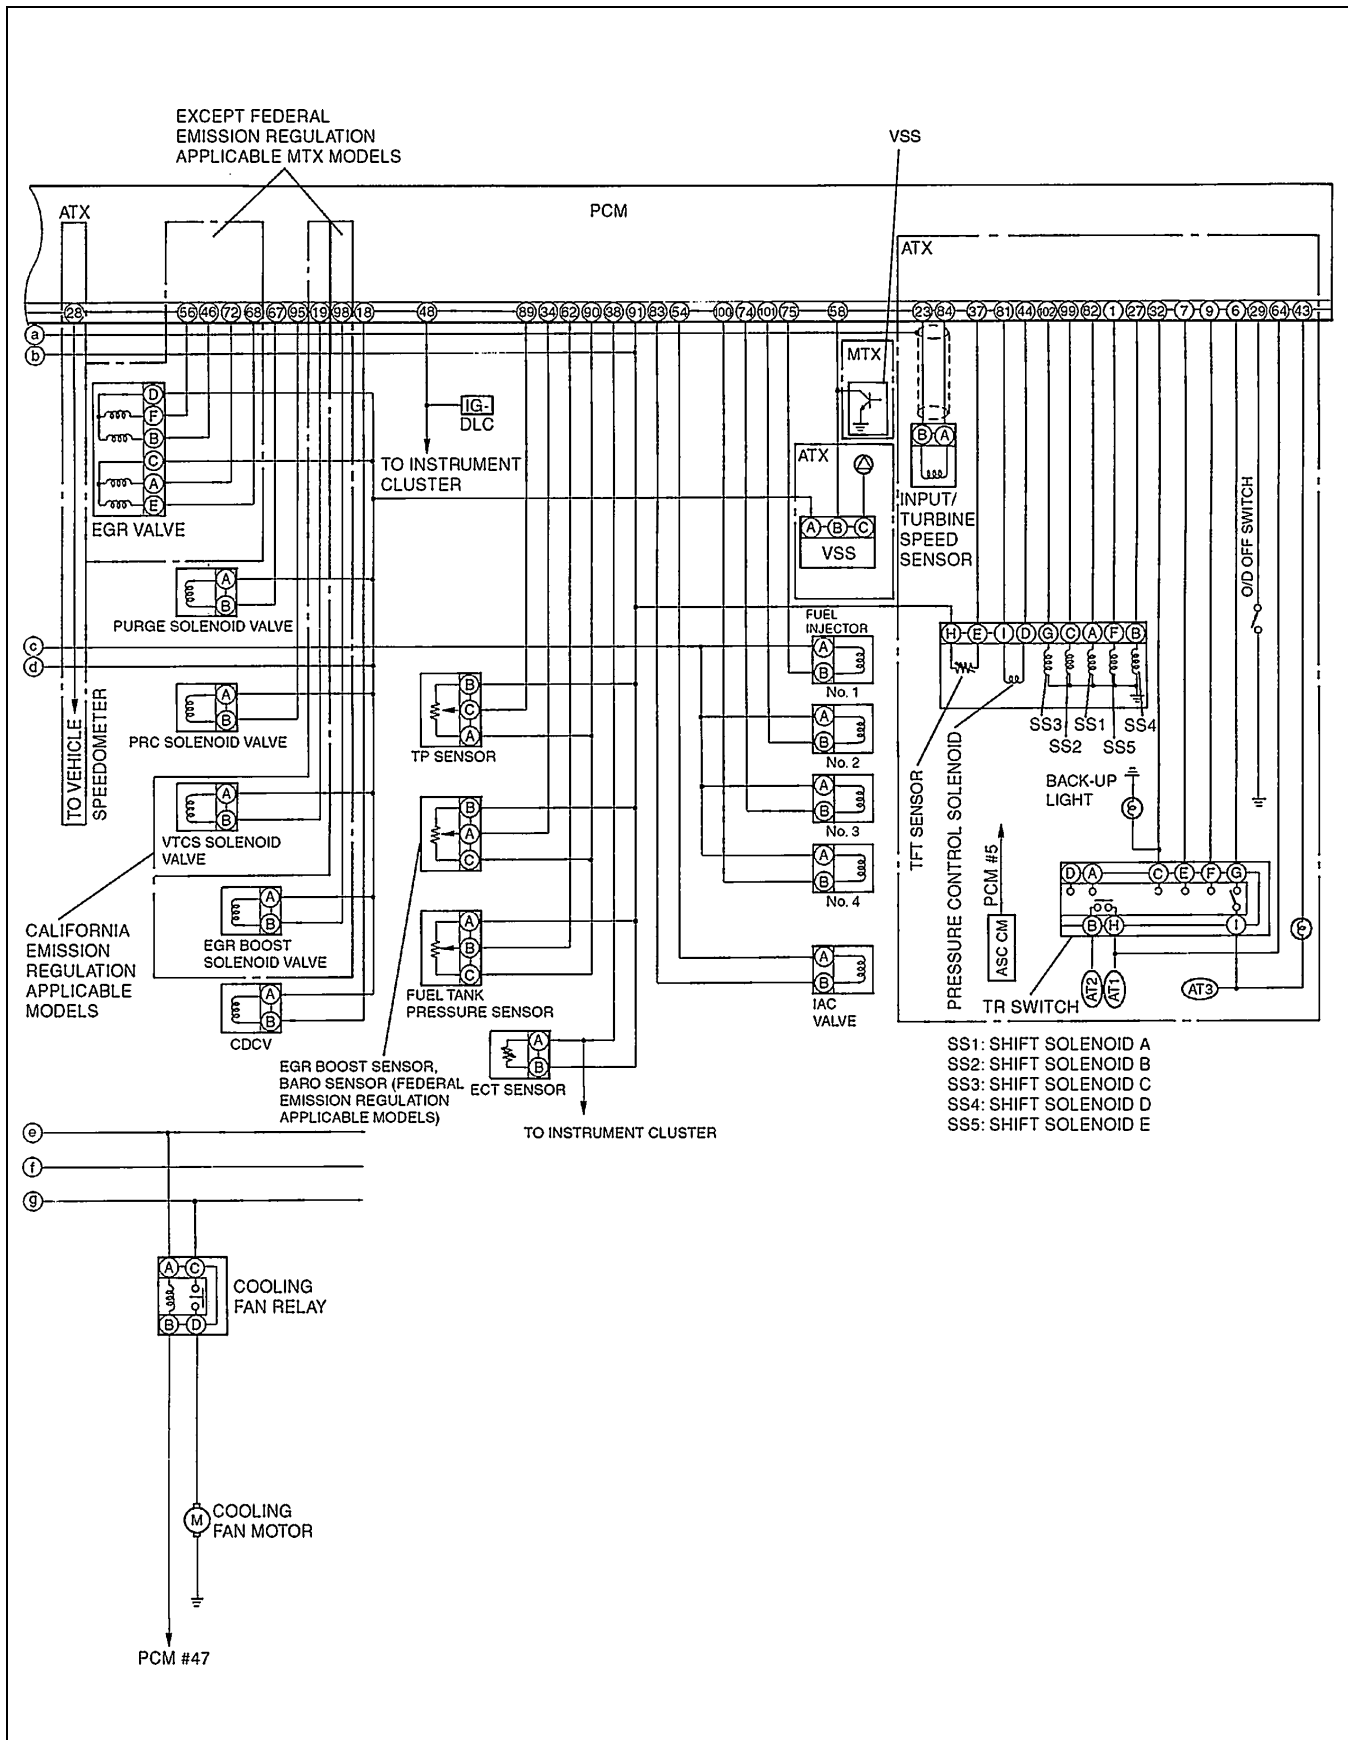 EXCEPT FEDERAL
EMISSION REGULATION
APPLICABLE MTX MODELS
VSS
ATX
PCM
ATX
28 56 46 72 68 67 95 19 98 18 48 89 34 62 90 38 91 83 54 100 74 101 75 58 23 84 37 81 44 102 99 82 1 27 32 7 9 6 29 64 43
a
b
MTX
D
F
B
C
A
E
EGR VALVE
IG-
DLC
TO INSTRUMENT
CLUSTER
ATX
A B C
VSS
B A
INPUT/
TURBINE
SPEED
SENSOR
O/D OFF SWITCH
A
B
PURGE SOLENOID VALVE
c
d
FUEL
INJECTOR
A
B
No. 1
A
B
No. 2
A
B
No. 3
A
B
No. 4
H E I D G C A F B
SS3 SS1 SS4
SS2 SS5
TO VEHICLE
SPEEDOMETER
A
B
PRC SOLENOID VALVE
B
C
A
TP SENSOR
A
B
VTCS SOLENOID
VALVE
B
A
C
TFT SENSOR
PRESSURE CONTROL SOLENOID
BACK-UP
LIGHT
PCM #5
ASC CM
D A C E F G
B H I
AT2 AT1 AT3
TR SWITCH
CALIFORNIA
EMISSION
REGULATION
APPLICABLE
MODELS
A
B
EGR BOOST
SOLENOID VALVE
A
B
C
FUEL TANK
PRESSURE SENSOR
A
B
IAC
VALVE
A
B
CDCV
A
B
ECT SENSOR
EGR BOOST SENSOR,
BARO SENSOR (FEDERAL
EMISSION REGULATION
APPLICABLE MODELS)
TO INSTRUMENT CLUSTER
SS1: SHIFT SOLENOID A
SS2: SHIFT SOLENOID B
SS3: SHIFT SOLENOID C
SS4: SHIFT SOLENOID D
SS5: SHIFT SOLENOID E
e
f
g
A C
B D
COOLING
FAN RELAY
M
COOLING
FAN MOTOR
PCM #47